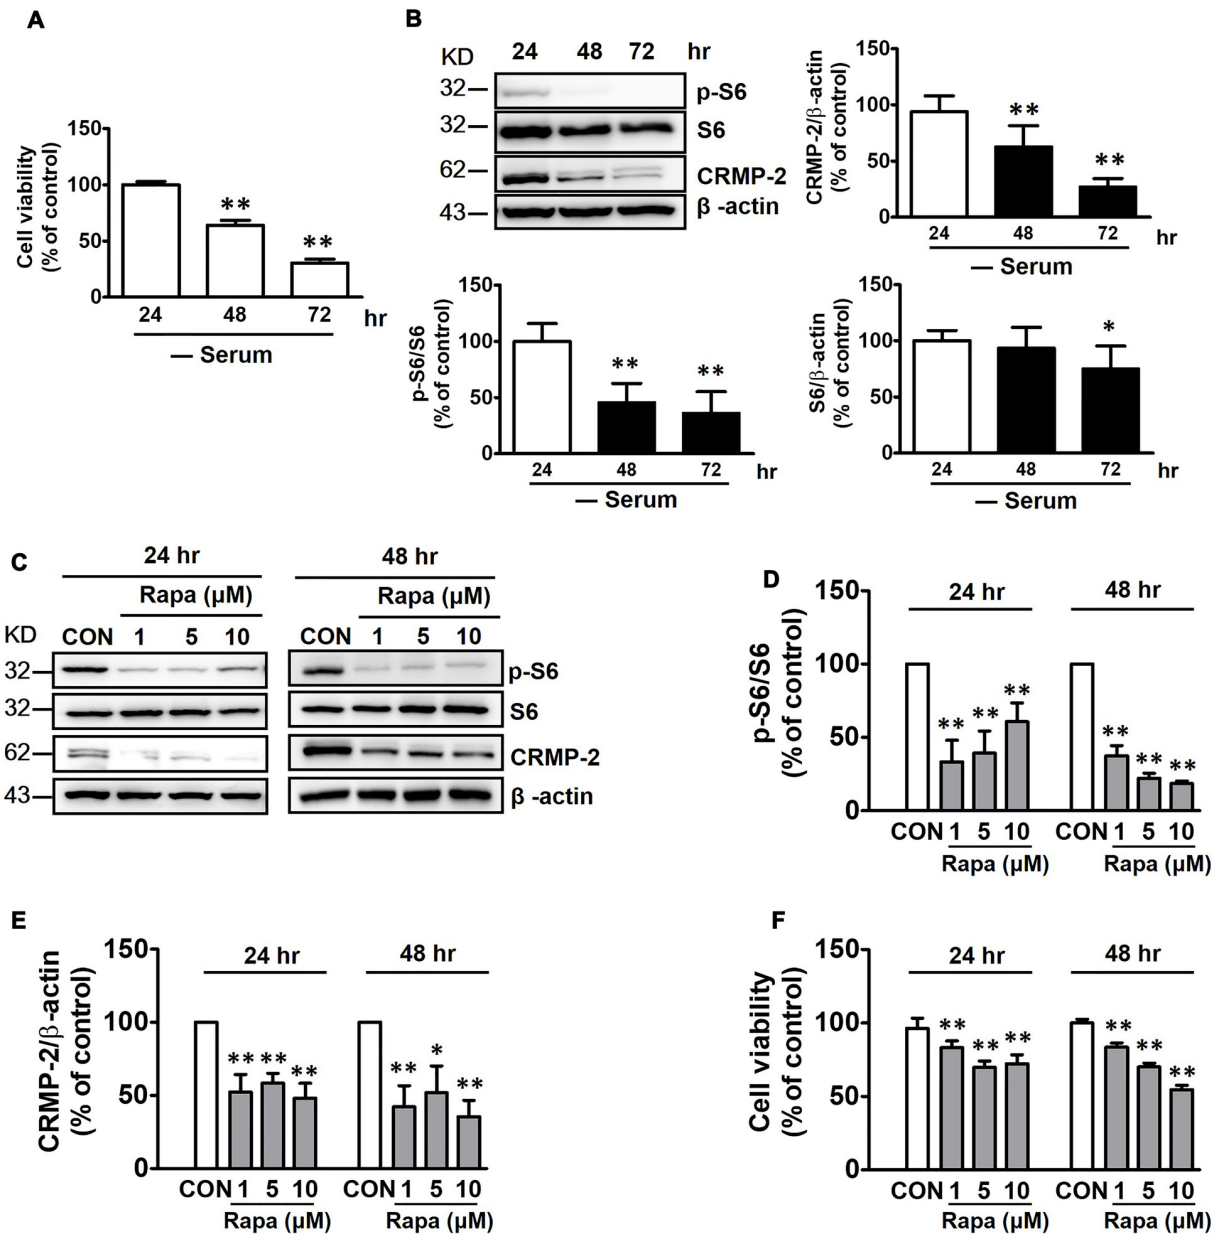 A
Cell viability
(% of control)
150
100
50
0
**
**
24 48 72 hr
— Serum
B
KD 24 48 72 hr
32 p-S6
32 S6
62 CRMP-2
43 β -actin
CRMP-2/β-actin
(% of control)
150
100
50
0
**
**
24 48 72 hr
— Serum
p-S6/S6
(% of control)
150
100
50
0
**
**
24 48 72 hr
— Serum
S6/β-actin
(% of control)
150
100
50
0
*
24 48 72 hr
— Serum
C
24 hr 48 hr
Rapa (µM) Rapa (µM)
KD CON 1 5 10 CON 1 5 10
32 p-S6
32 S6
62 CRMP-2
43 β -actin
D
p-S6/S6
(% of control)
150
100
50
0
24 hr 48 hr
** ** ** ** ** **
CON 1 5 10 CON 1 5 10
Rapa (µM) Rapa (µM)
E
CRMP-2/β-actin
(% of control)
150
100
50
0
24 hr 48 hr
** ** ** ** * **
CON 1 5 10 CON 1 5 10
Rapa (µM) Rapa (µM)
F
Cell viability
(% of control)
150
100
50
0
24 hr 48 hr
** ** ** ** ** **
CON 1 5 10 CON 1 5 10
Rapa (µM) Rapa (µM)